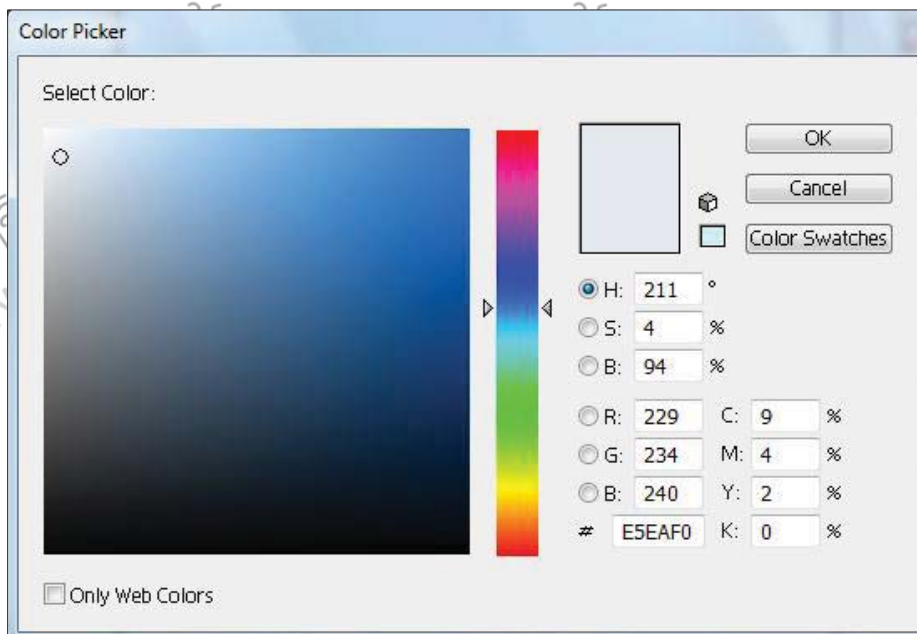 Color Picker
Select Color:
OK
Cancel
Color Swatches
H: 211 °
S: 4 %
B: 94 %
R: 229 C: 9 %
G: 234 M: 4 %
B: 240 Y: 2 %
# E5EAF0 K: 0 %
Only Web Colors